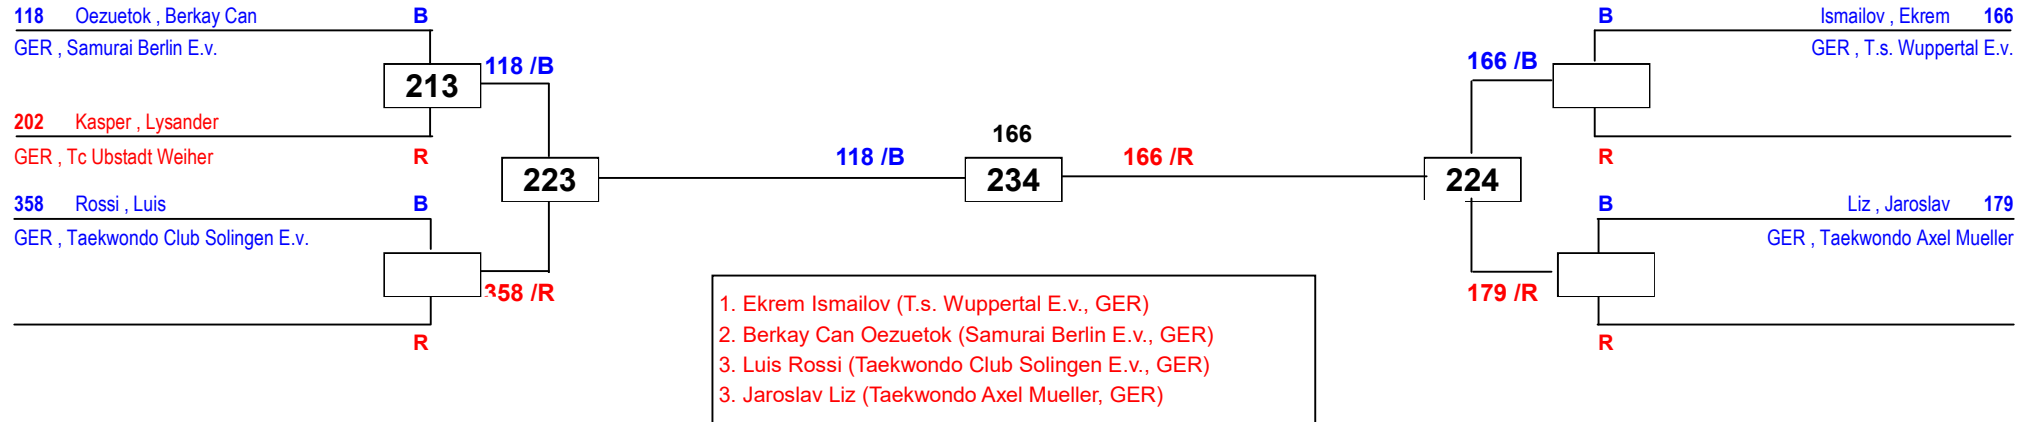 118 Oezuetok , Berkay Can B
GER , Samurai Berlin E.v.
118 /B
213
202 Kasper , Lysander
GER , Tc Ubstadt Weiher R
223
358 Rossi , Luis B
GER , Taekwondo Club Solingen E.v.
358 /R
R
118 /B
166
234
166 /R
B Ismailov , Ekrem 166
GER , T.s. Wuppertal E.v.
166 /B
R
224
B Liz , Jaroslav 179
GER , Taekwondo Axel Mueller
179 /R
R
1. Ekrem Ismailov (T.s. Wuppertal E.v., GER)
2. Berkay Can Oezuetok (Samurai Berlin E.v., GER)
3. Luis Rossi (Taekwondo Club Solingen E.v., GER)
3. Jaroslav Liz (Taekwondo Axel Mueller, GER)